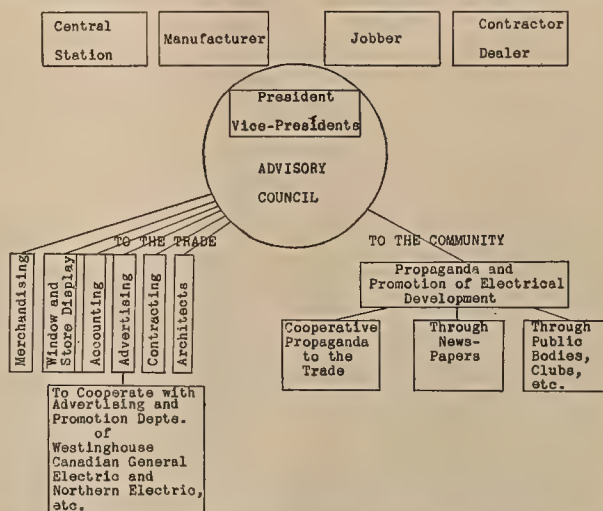 Central
Station
Manufacturer
Jobber
Contractor
Dealer
President
Vice-Presidents
ADVISORY
COUNCIL
TO THE TRADE
TO THE COMMUNITY
Merchandising
Window and
Store Display
Accounting
Advertising
Contracting
Architects
To Cooperate with
Advertising and
Promotion Depts.
of
Westinghouse
Canadian General
Electric and
Northern Electric,
etc.
Propaganda and
Promotion of Electrical
Development
Cooperative
Propaganda
to the
Trade
Through
News-
Papers
Through
Public
Bodies,
Clubs,
etc.